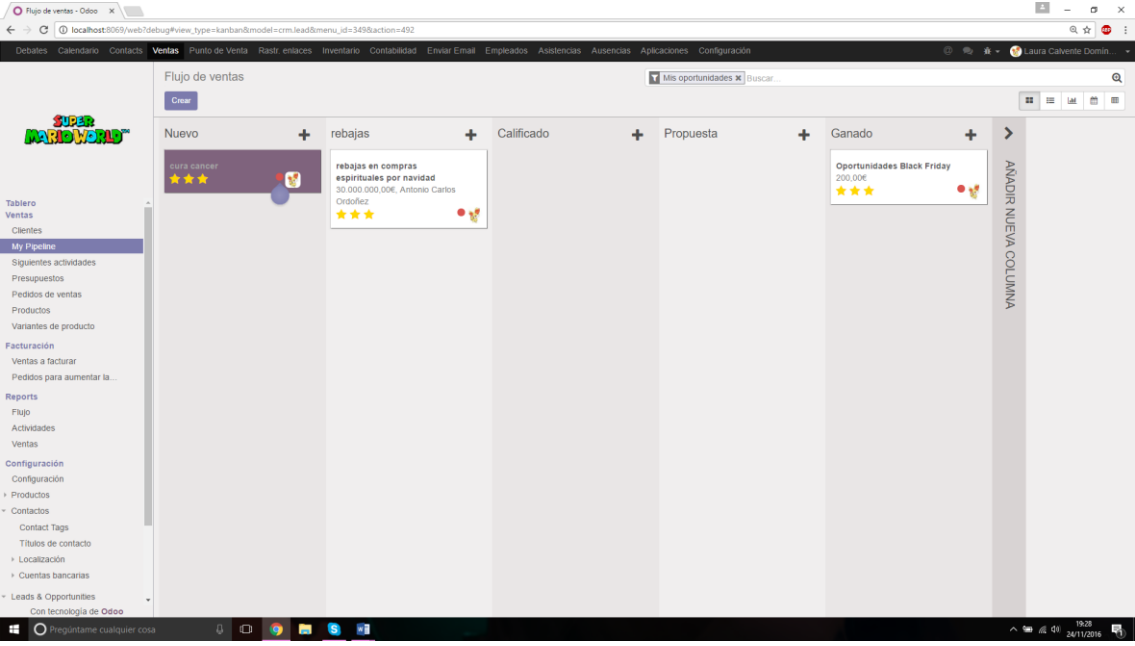 Flujo de ventas - Odoo
localhost:8069/web?debug#view_type=kanban&model=crm.lead&menu_id=349&action=492
Debates Calendario Contacts Ventas Punto de Venta Rastr. enlaces Inventario Contabilidad Enviar Email Empleados Asistencias Ausencias Aplicaciones Configuración
Laura Calvente Domin...
Flujo de ventas
Mis oportunidades Buscar...
Crear
SUPER
MARIO WORLD™
Tablero
Ventas
Clientes
My Pipeline
Siguientes actividades
Presupuestos
Pedidos de ventas
Productos
Variantes de producto
Facturación
Ventas a facturar
Pedidos para aumentar la...
Reports
Flujo
Actividades
Ventas
Configuración
Configuración
Productos
Contactos
Contact Tags
Títulos de contacto
Localización
Cuentas bancarias
Leads & Opportunities
Con tecnología de Odoo
Nuevo
cura cancer
rebajas
rebajas en compras
espirituales por navidad
30.000.000,00€, Antonio Carlos
Ordoñez
Calificado
Propuesta
Ganado
Oportunidades Black Friday
200,00€
AÑADIR NUEVA COLUMNA
Pregúntame cualquier cosa
19:28
24/11/2016